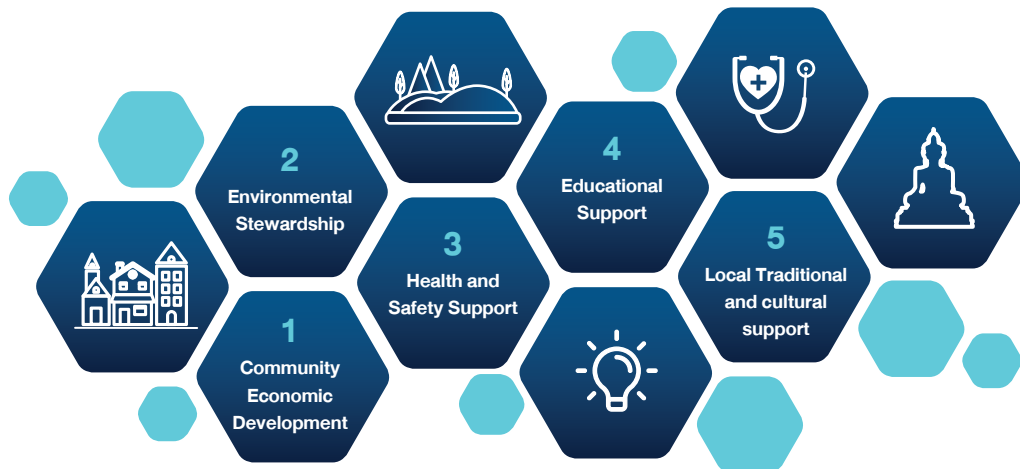 1
Community
Economic
Development
2
Environmental
Stewardship
3
Health and
Safety Support
4
Educational
Support
5
Local Traditional
and cultural
support